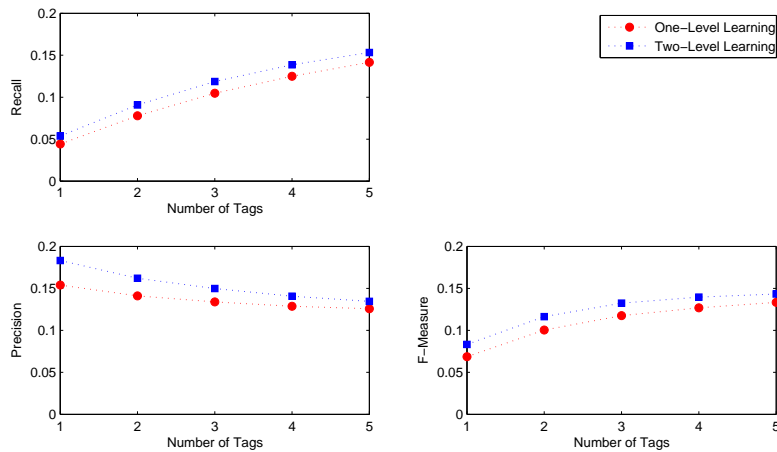 0.2
0.15
0.1
0.05
0
Recall
1 2 3 4 5
Number of Tags
One−Level Learning
Two−Level Learning
0.2
0.15
0.1
0.05
0
Precision
1 2 3 4 5
Number of Tags
0.2
0.15
0.1
0.05
0
F−Measure
1 2 3 4 5
Number of Tags